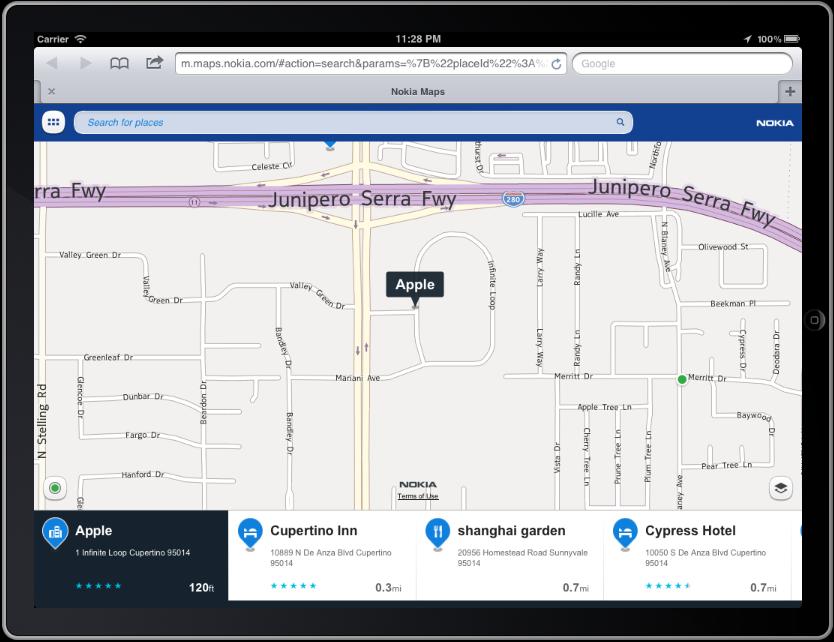 Carrier
11:28 PM
100%
m.maps.nokia.com/#action=search&params=%7B%22placeId%22%3A%
Google
Nokia Maps
Search for places
NOKIA
Celeste Cir
rra Fwy
11
Junipero Serra Fwy
280
Junipero Serra Fwy
Lucille Ave
N Blaney Ave
Olivewood St
Valley Green Dr
Valley Green Dr
Valley Green Dr
Apple
Infinite Loop
Larry Way
Randy Ln
Beekman Pl
Bandley Dr
Larry Way
Randy Ln
Cypress Dr
Deodara Dr
Greenleaf Dr
Mariani Ave
Merritt Dr
Merritt Dr
N Stelling Rd
Glencoe Dr
Dunbar Dr
Beardon Dr
Bandley Dr
Apple Tree Ln
Baywood Dr
Fargo Dr
Vista Dr
Cherry Tree Ln
Prune Tree Ln
Plum Tree Ln
Hanford Dr
Pear Tree Ln
aney Ave
NOKIA
Terms of Use
Apple
1 Infinite Loop Cupertino 95014
120ft
Cupertino Inn
10889 N De Anza Blvd Cupertino
95014
0.3mi
shanghai garden
20956 Homestead Road Sunnyvale
95014
0.7mi
Cypress Hotel
10050 S De Anza Blvd Cupertino
95014
0.7mi